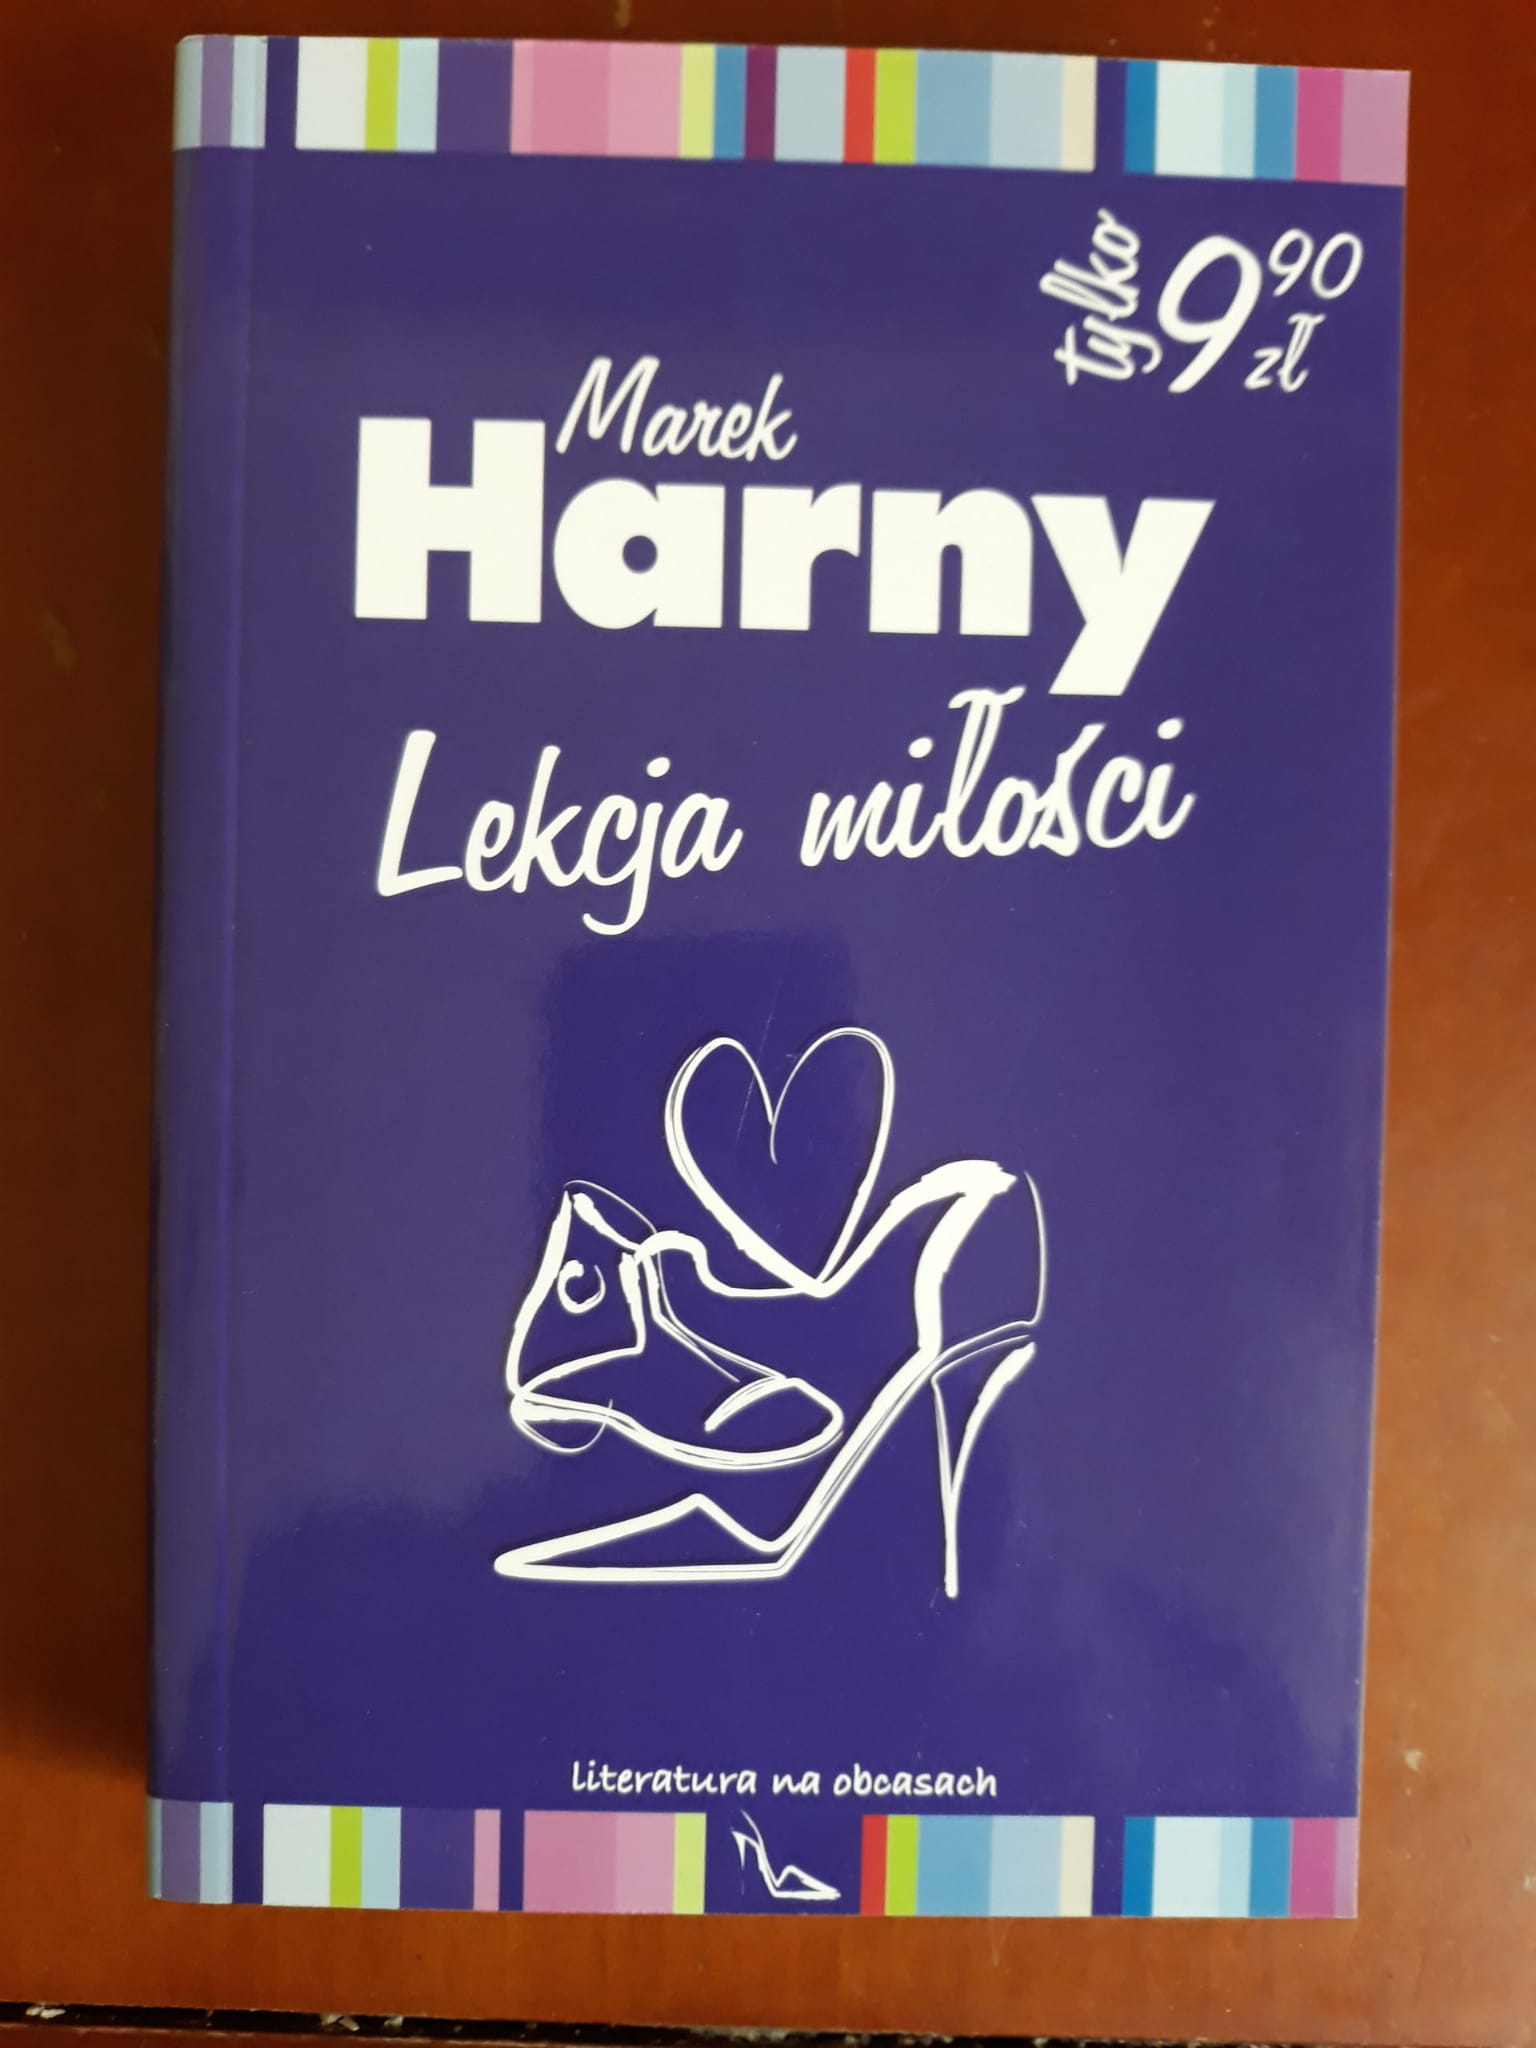 tylko 9 90 zł
Marek
Harny
Lekcja miłości
literatura na obcasach